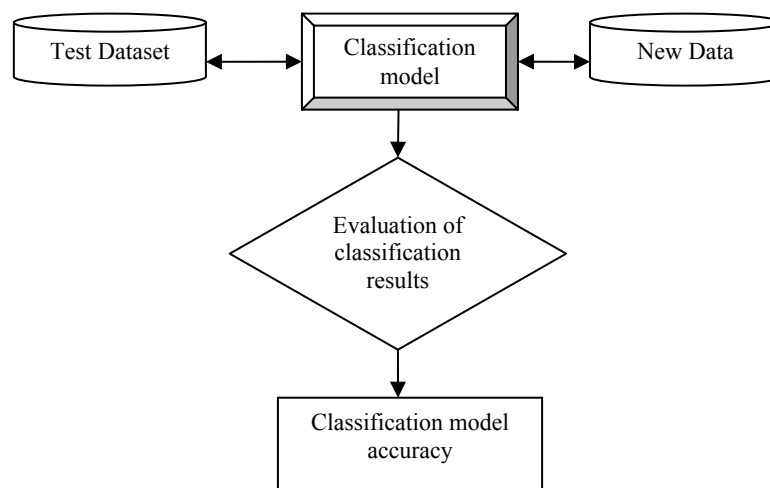 Test Dataset
Classification
model
New Data
Evaluation of
classification
results
Classification model
accuracy